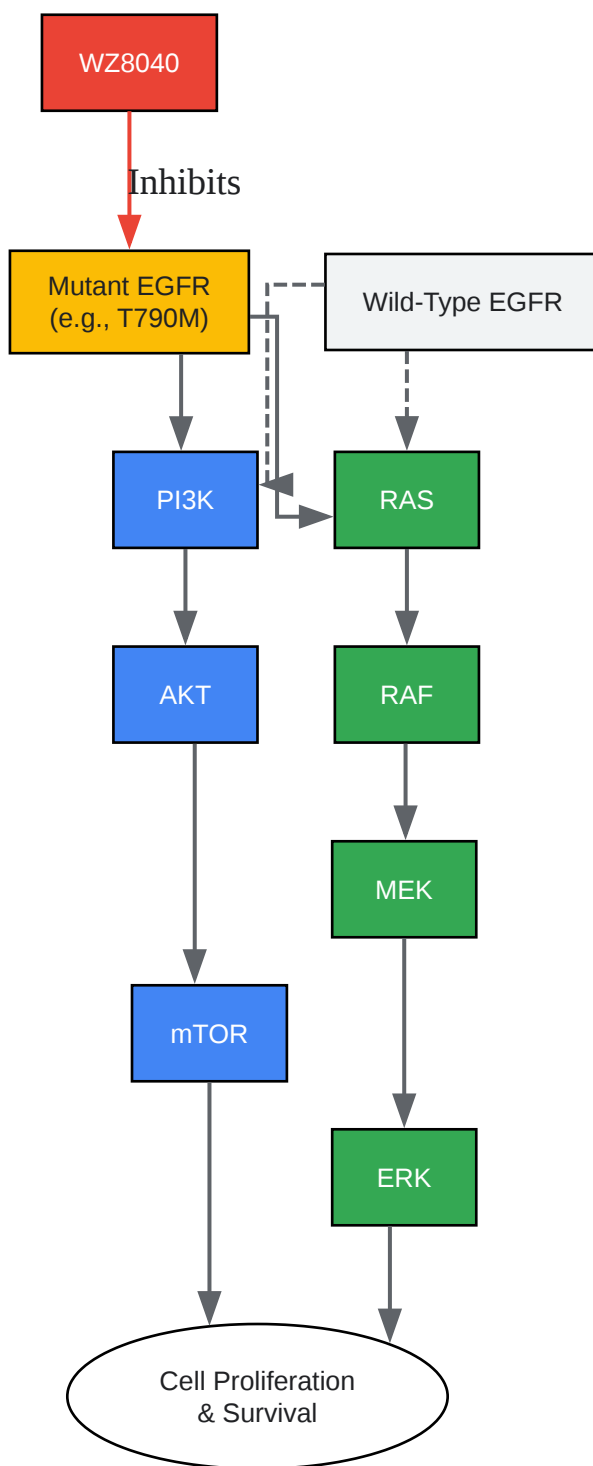 WZ8040
Inhibits
Mutant EGFR
(e.g., T790M)
Wild-Type EGFR
PI3K
RAS
AKT
RAF
MEK
mTOR
ERK
Cell Proliferation
& Survival